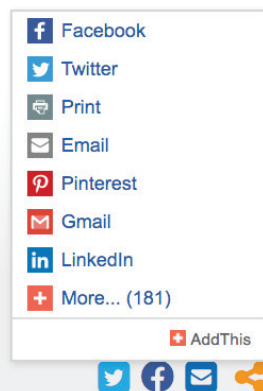 Facebook
Twitter
Print
Email
Pinterest
Gmail
LinkedIn
More... (181)
AddThis